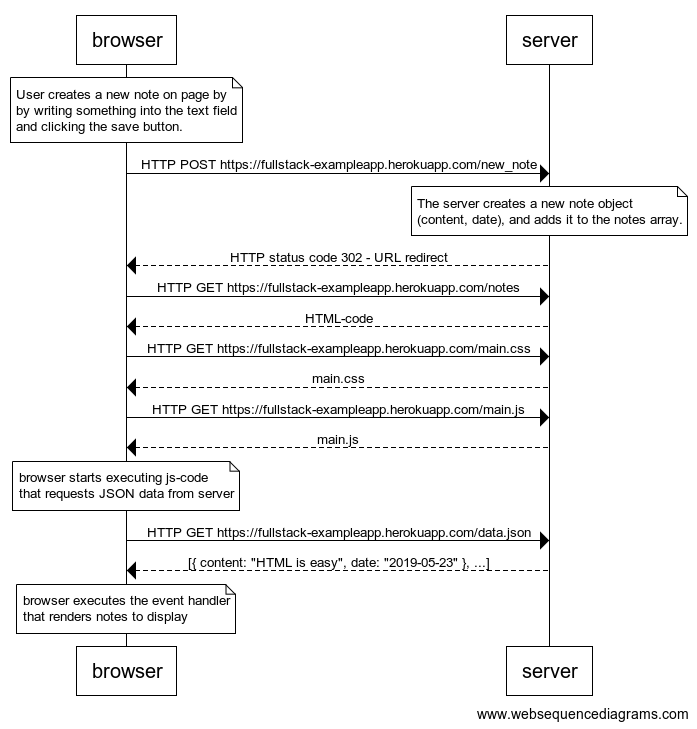 browser
server
User creates a new note on page by
by writing something into the text field
and clicking the save button.
HTTP POST https://fullstack-exampleapp.herokuapp.com/new_note
The server creates a new note object
(content, date), and adds it to the notes array.
HTTP status code 302 - URL redirect
HTTP GET https://fullstack-exampleapp.herokuapp.com/notes
HTML-code
HTTP GET https://fullstack-exampleapp.herokuapp.com/main.css
main.css
HTTP GET https://fullstack-exampleapp.herokuapp.com/main.js
main.js
browser starts executing js-code
that requests JSON data from server
HTTP GET https://fullstack-exampleapp.herokuapp.com/data.json
[{ content: "HTML is easy", date: "2019-05-23" }, ...]
browser executes the event handler
that renders notes to display
browser
server
www.websequencediagrams.com